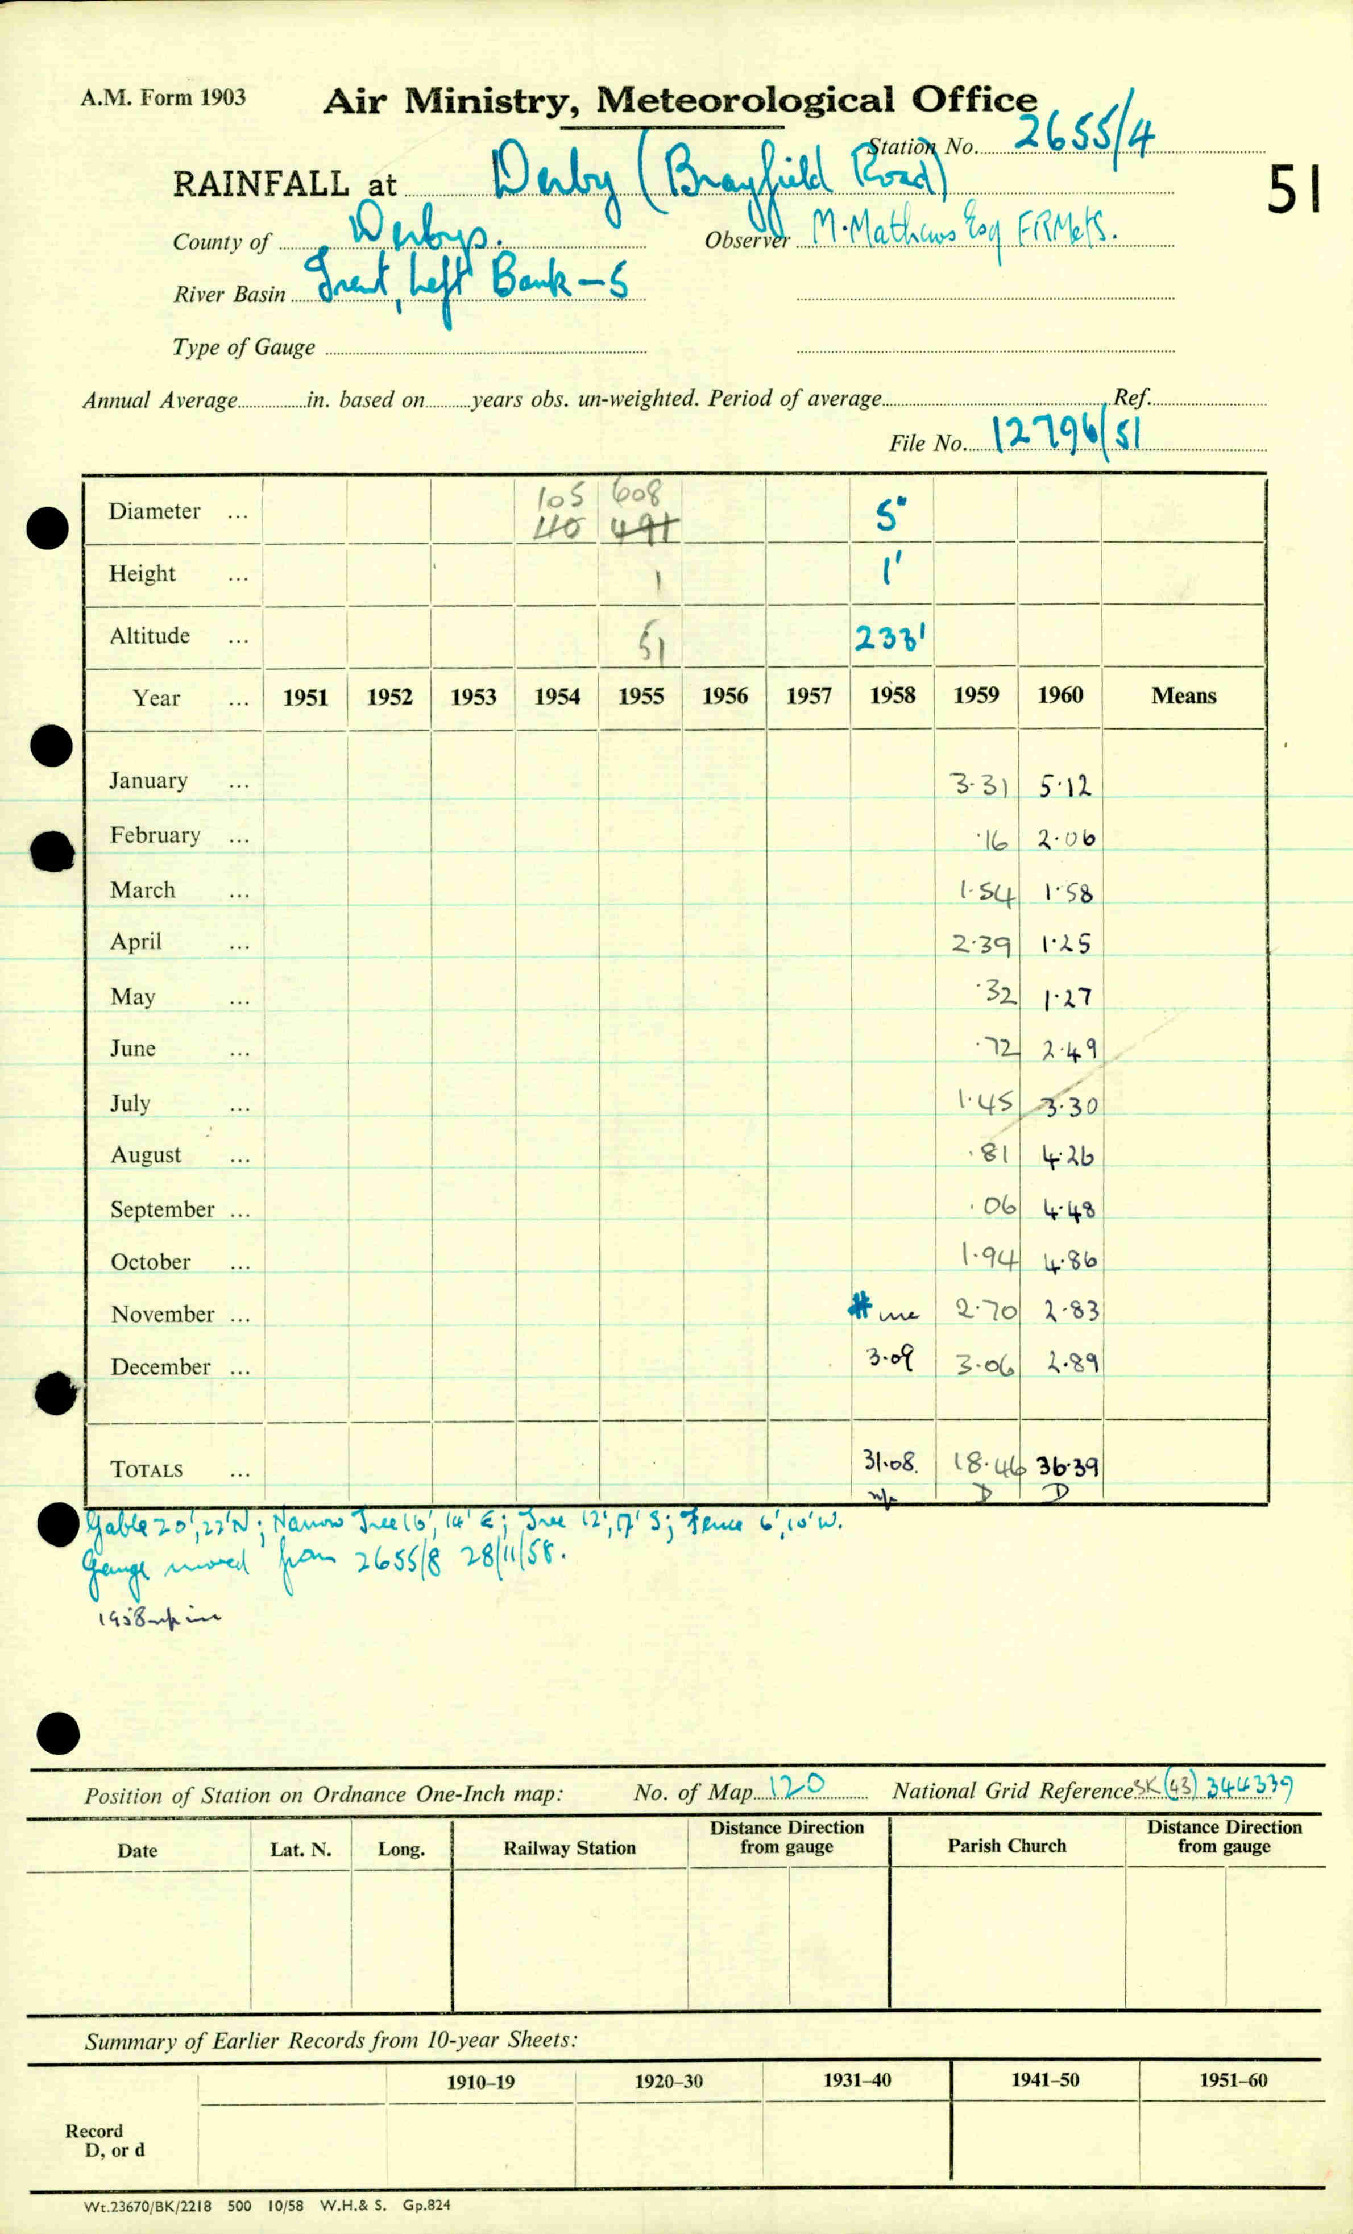 A.M. Form 1903
Air Ministry, Meteorological Office
Station No. 2655/4
RAINFALL at Derby (Brayfield Road)
51
County of Derbys.
Observer M. Mathews Esq F.R.Met.S.
River Basin Trent, Left Bank - 5
Type of Gauge
Annual Average in. based on years obs. un-weighted. Period of average Ref.
File No. 12796/51
Diameter ... 105 608 5"
110 491
Height ... 1 1'
Altitude ... 51 233'
Year ... 1951 1952 1953 1954 1955 1956 1957 1958 1959 1960 Means
January ... 3.31 5.12
February ... .16 2.06
March ... 1.54 1.58
April ... 2.39 1.25
May ... .32 1.27
June ... .72 2.49
July ... 1.45 3.30
August ... .81 4.26
September ... .06 4.48
October ... 1.94 4.86
November ... # 2.70 2.83
December ... 3.09 3.06 2.89
TOTALS ... 31.08 18.46 36.39
D D
Gable 20', 22' N; Narrow Tree 16', 14' E; Tree 12', 17' S; Fence 6', 10' W.
Gauge moved from 2655/8 28/11/58.
1958
Position of Station on Ordnance One-Inch map: No. of Map 120 National Grid Reference SK (43) 344339
Date Lat. N. Long. Railway Station Distance Direction from gauge Parish Church Distance Direction from gauge
Summary of Earlier Records from 10-year Sheets:
1910–19 1920–30 1931–40 1941–50 1951–60
Record
D, or d
Wt.23670/BK/2218 500 10/58 W.H.& S. Gp.824